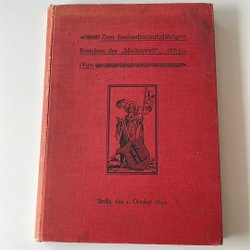 Zum fünfundzwanzigjährigen
Bestehen der „Modenwelt“. 1865–
1890.
Berlin, den 1. October 1890.